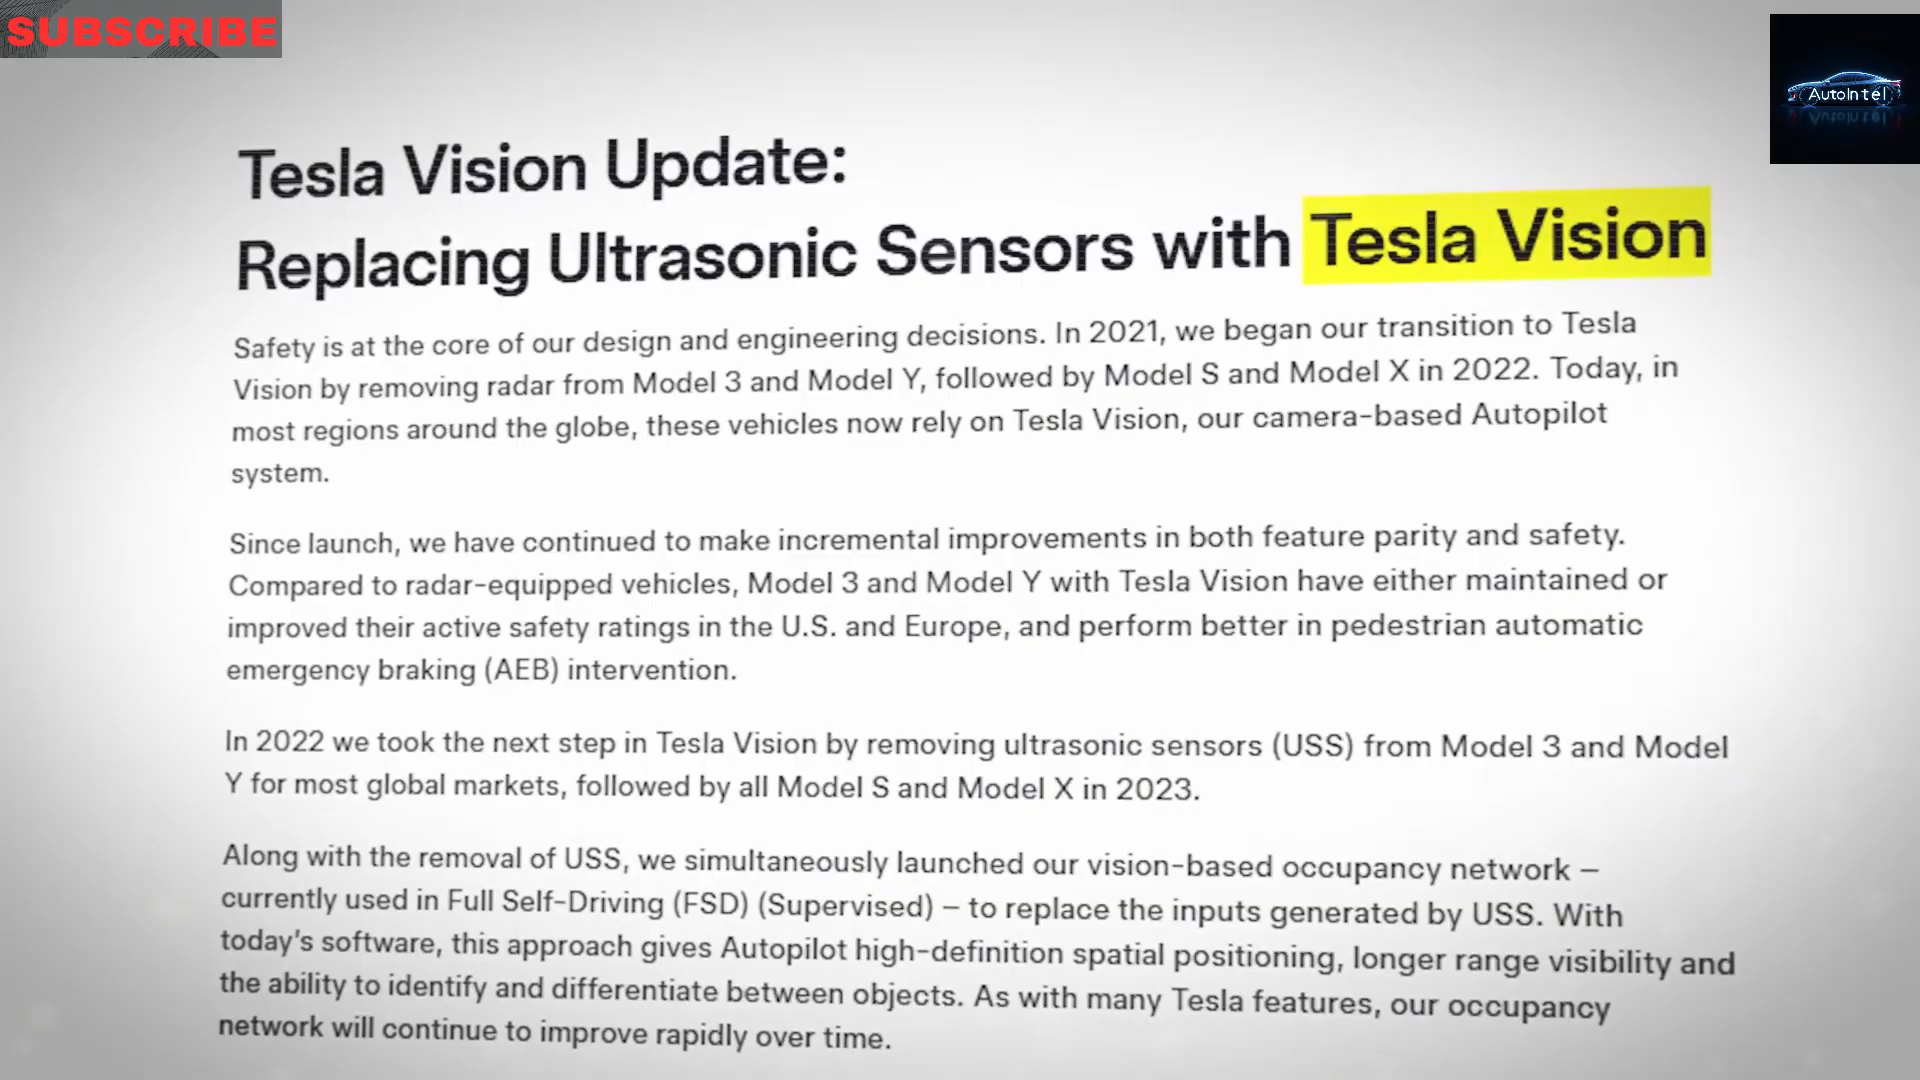 SUBSCRIBE
AutoIntel
Tesla Vision Update:
Replacing Ultrasonic Sensors with Tesla Vision
Safety is at the core of our design and engineering decisions. In 2021, we began our transition to Tesla
Vision by removing radar from Model 3 and Model Y, followed by Model S and Model X in 2022. Today, in
most regions around the globe, these vehicles now rely on Tesla Vision, our camera-based Autopilot
system.
Since launch, we have continued to make incremental improvements in both feature parity and safety.
Compared to radar-equipped vehicles, Model 3 and Model Y with Tesla Vision have either maintained or
improved their active safety ratings in the U.S. and Europe, and perform better in pedestrian automatic
emergency braking (AEB) intervention.
In 2022 we took the next step in Tesla Vision by removing ultrasonic sensors (USS) from Model 3 and Model
Y for most global markets, followed by all Model S and Model X in 2023.
Along with the removal of USS, we simultaneously launched our vision-based occupancy network –
currently used in Full Self-Driving (FSD) (Supervised) – to replace the inputs generated by USS. With
today's software, this approach gives Autopilot high-definition spatial positioning, longer range visibility and
the ability to identify and differentiate between objects. As with many Tesla features, our occupancy
network will continue to improve rapidly over time.